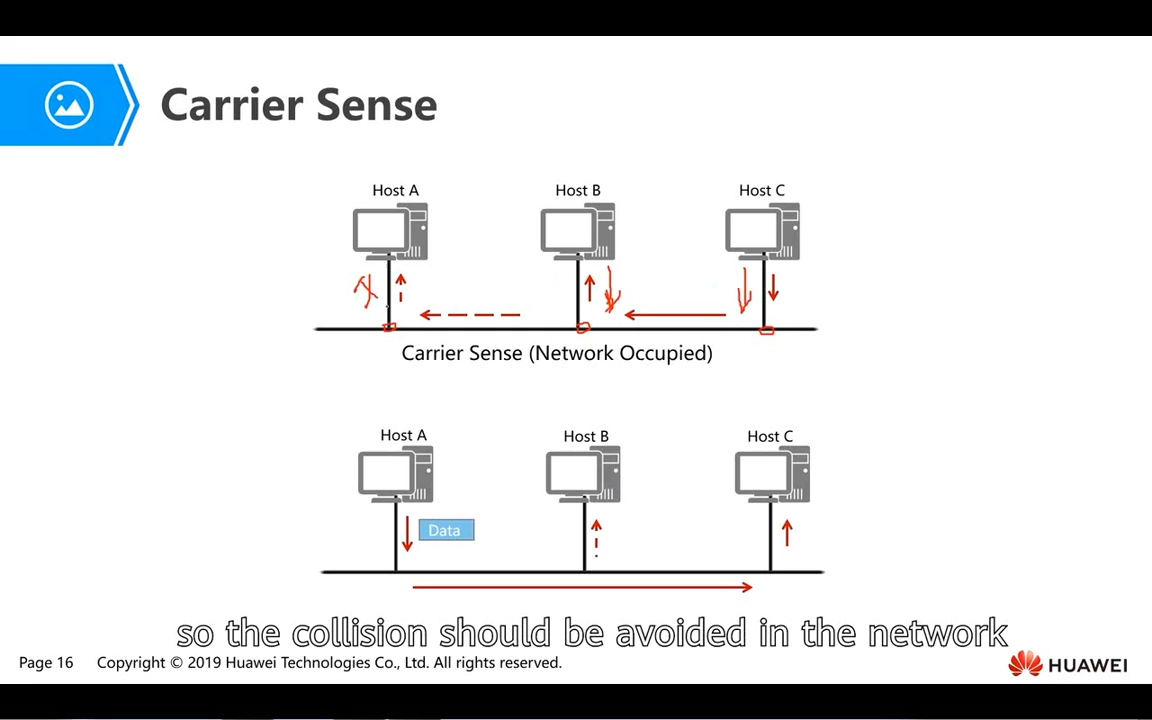 Carrier Sense
Host A Host B Host C
Carrier Sense (Network Occupied)
Host A Host B Host C
Data
so the collision should be avoided in the network
Page 16 Copyright © 2019 Huawei Technologies Co., Ltd. All rights reserved.
HUAWEI